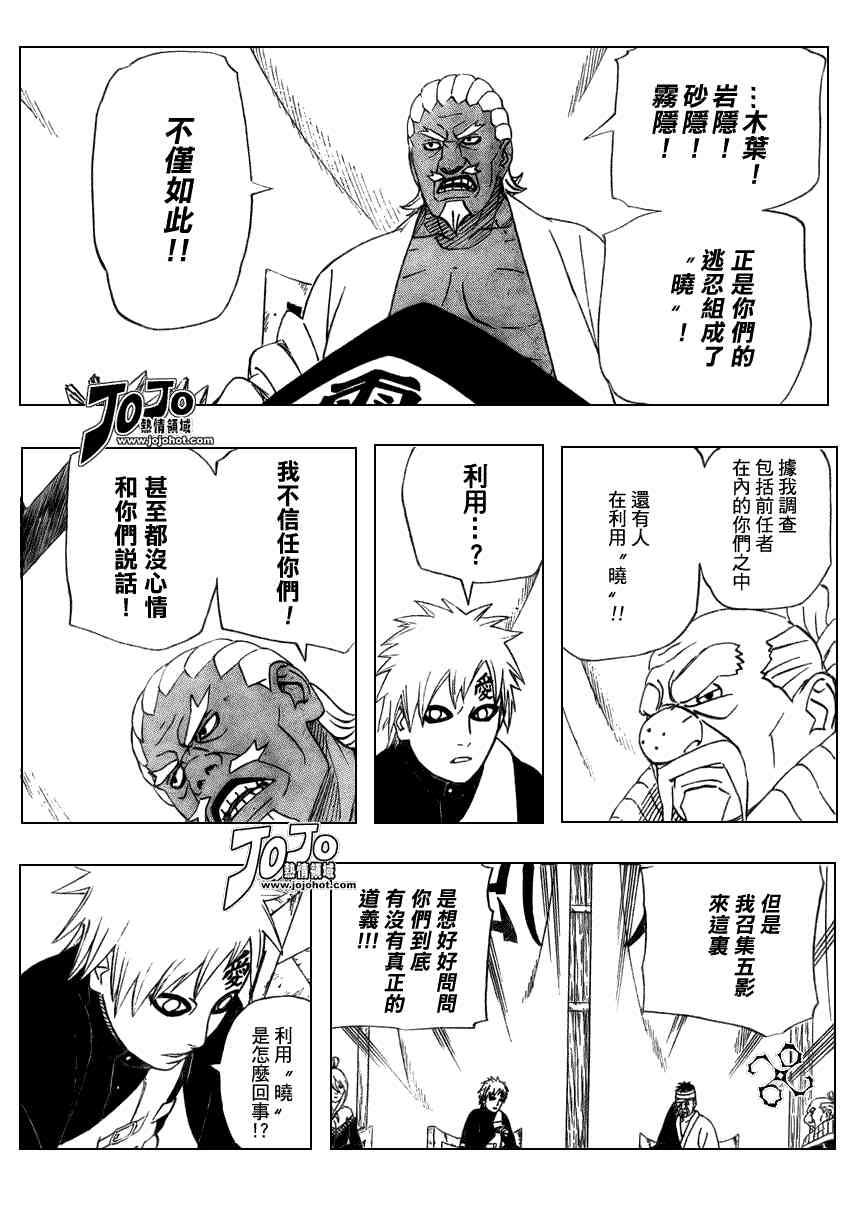 …木葉！
岩隱！
砂隱！
霧隱！
正是你們的
逃忍組成了
〝曉〞！
不僅如此!!
雷
JOJO
熱情領域
www.jojohot.com
據我調查
包括前任者
在內的你們之中
還有人
在利用〝曉〞!!
利用…？
愛
我不信任你們！
甚至都沒心情
和你們説話！
但是
我召集五影
來這裏
是想好好問問
你們到底
有沒有真正的
道義!!!
JOJO
熱情領域
www.jojohot.com
愛
利用〝曉〞
是怎麼回事!?